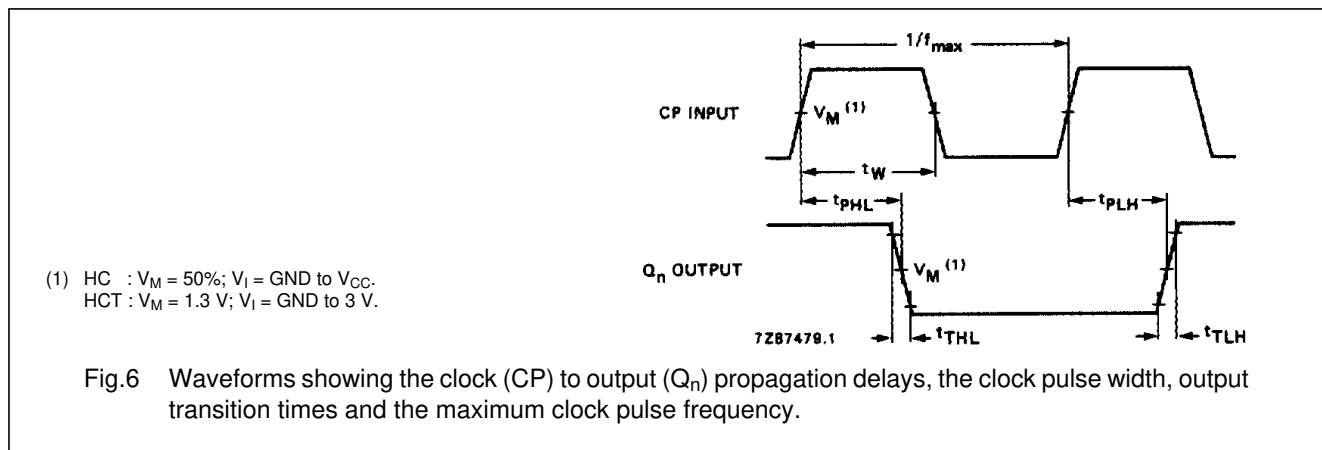 1/fmax
CP INPUT
VM (1)
tW
tPHL
tPLH
Qn OUTPUT
VM (1)
(1) HC : VM = 50%; VI = GND to VCC.
HCT : VM = 1.3 V; VI = GND to 3 V.
7Z87479.1
tTHL
tTLH
Fig.6 Waveforms showing the clock (CP) to output (Qn) propagation delays, the clock pulse width, output
transition times and the maximum clock pulse frequency.